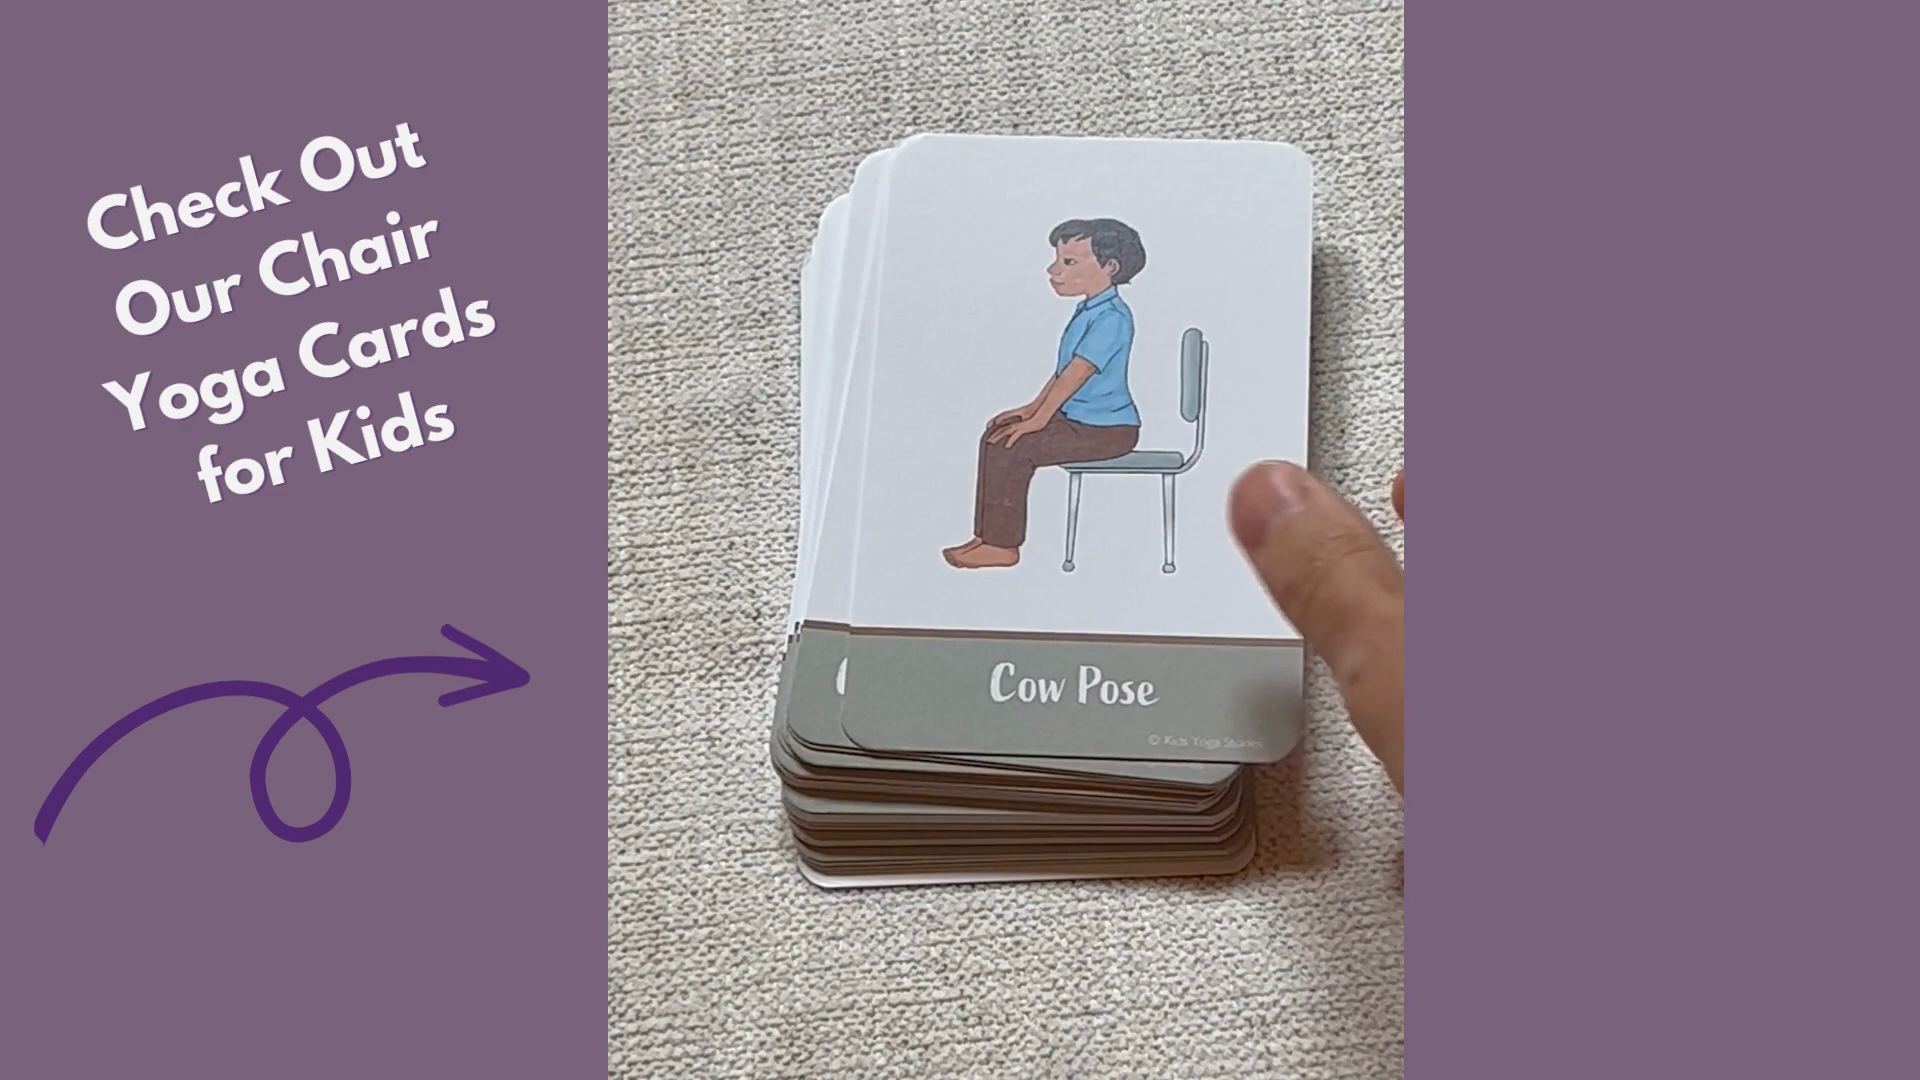 Check Out
Our Chair
Yoga Cards
for Kids
Cow Pose
© Kids Yoga Stories